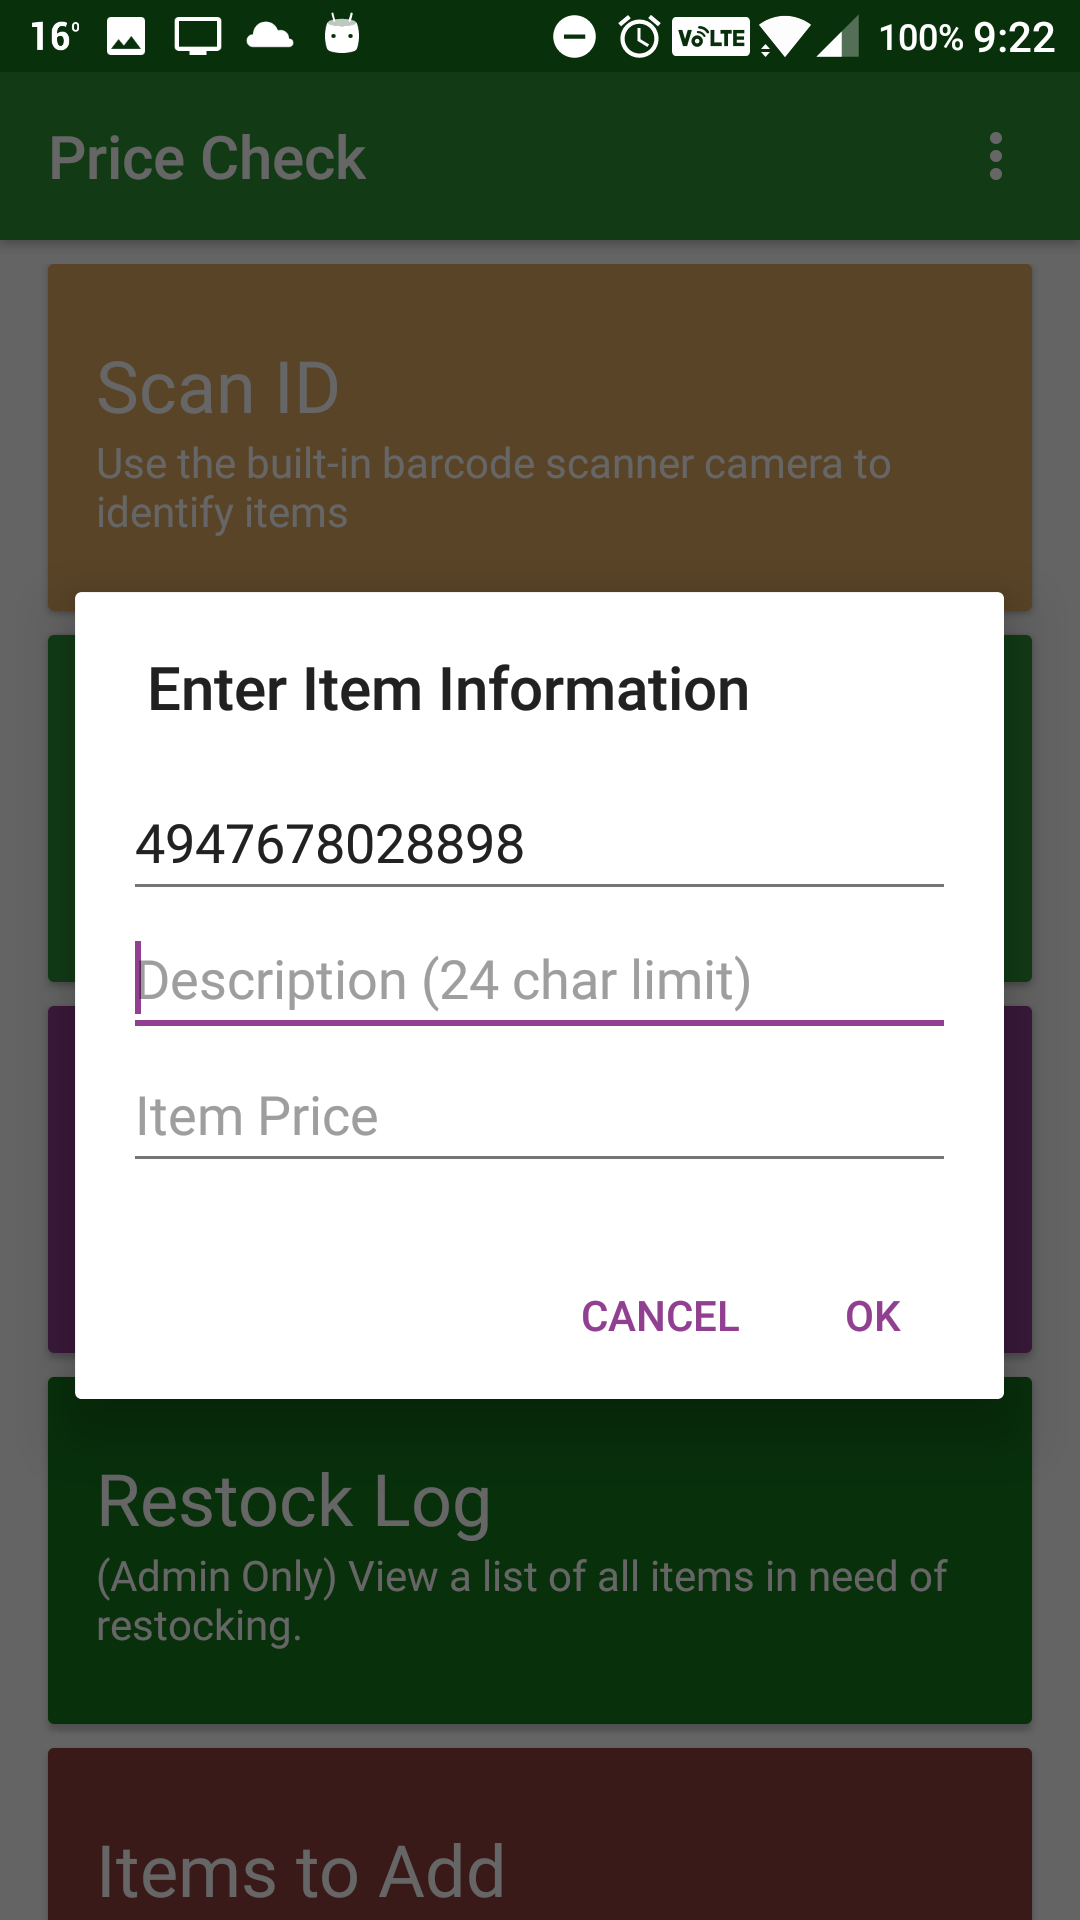 16° VoLTE 100% 9:22
Price Check
Scan ID
Use the built-in barcode scanner camera to
identify items
Enter Item Information
4947678028898
Description (24 char limit)
Item Price
CANCEL OK
Restock Log
(Admin Only) View a list of all items in need of
restocking.
Items to Add